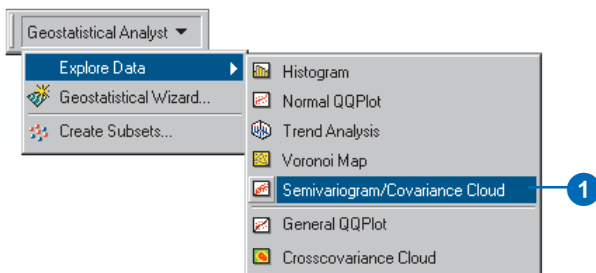 Geostatistical Analyst
Explore Data
Geostatistical Wizard...
Create Subsets...
Histogram
Normal QQPlot
Trend Analysis
Voronoi Map
Semivariogram/Covariance Cloud
1
General QQPlot
Crosscovariance Cloud